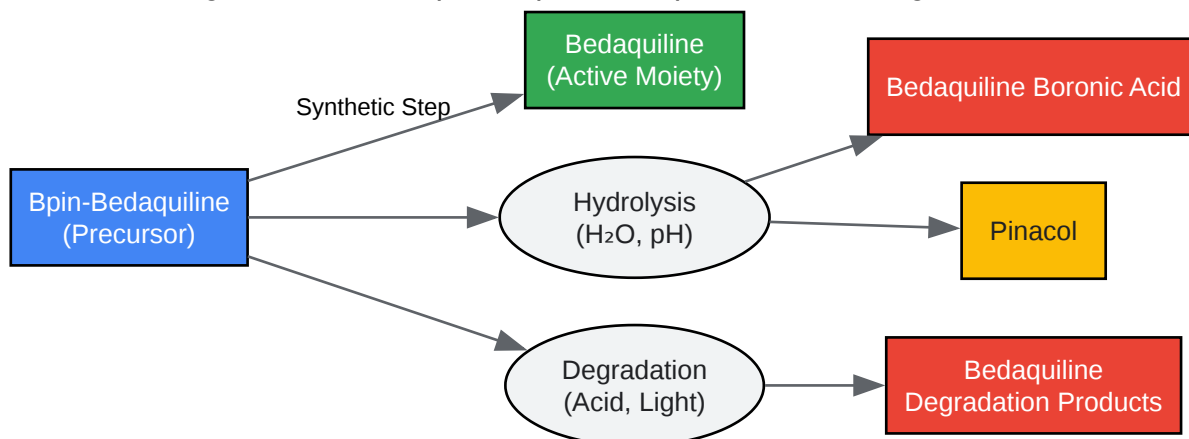 Bedaquiline
(Active Moiety)
Bedaquiline Boronic Acid
Synthetic Step
Bpin-Bedaquiline
(Precursor)
Hydrolysis
(H₂O, pH)
Pinacol
Degradation
(Acid, Light)
Bedaquiline
Degradation Products